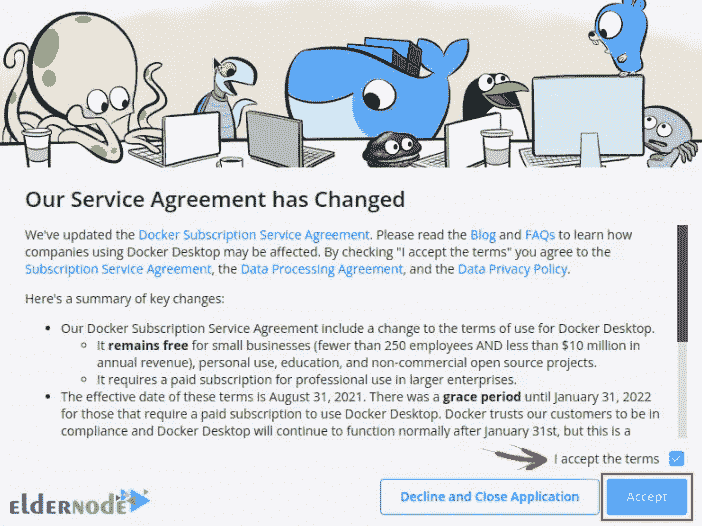 Our Service Agreement has Changed
We've updated the Docker Subscription Service Agreement. Please read the Blog and FAQs to learn how
companies using Docker Desktop may be affected. By checking "I accept the terms" you agree to the
Subscription Service Agreement, the Data Processing Agreement, and the Data Privacy Policy.
Here's a summary of key changes:
• Our Docker Subscription Service Agreement include a change to the terms of use for Docker Desktop.
◦ It remains free for small businesses (fewer than 250 employees AND less than $10 million in
annual revenue), personal use, education, and non-commercial open source projects.
◦ It requires a paid subscription for professional use in larger enterprises.
• The effective date of these terms is August 31, 2021. There was a grace period until January 31, 2022
for those that require a paid subscription to use Docker Desktop. Docker trusts our customers to be in
compliance and Docker Desktop will continue to function normally after January 31st, but this is a
I accept the terms
eldernode
Decline and Close Application
Accept